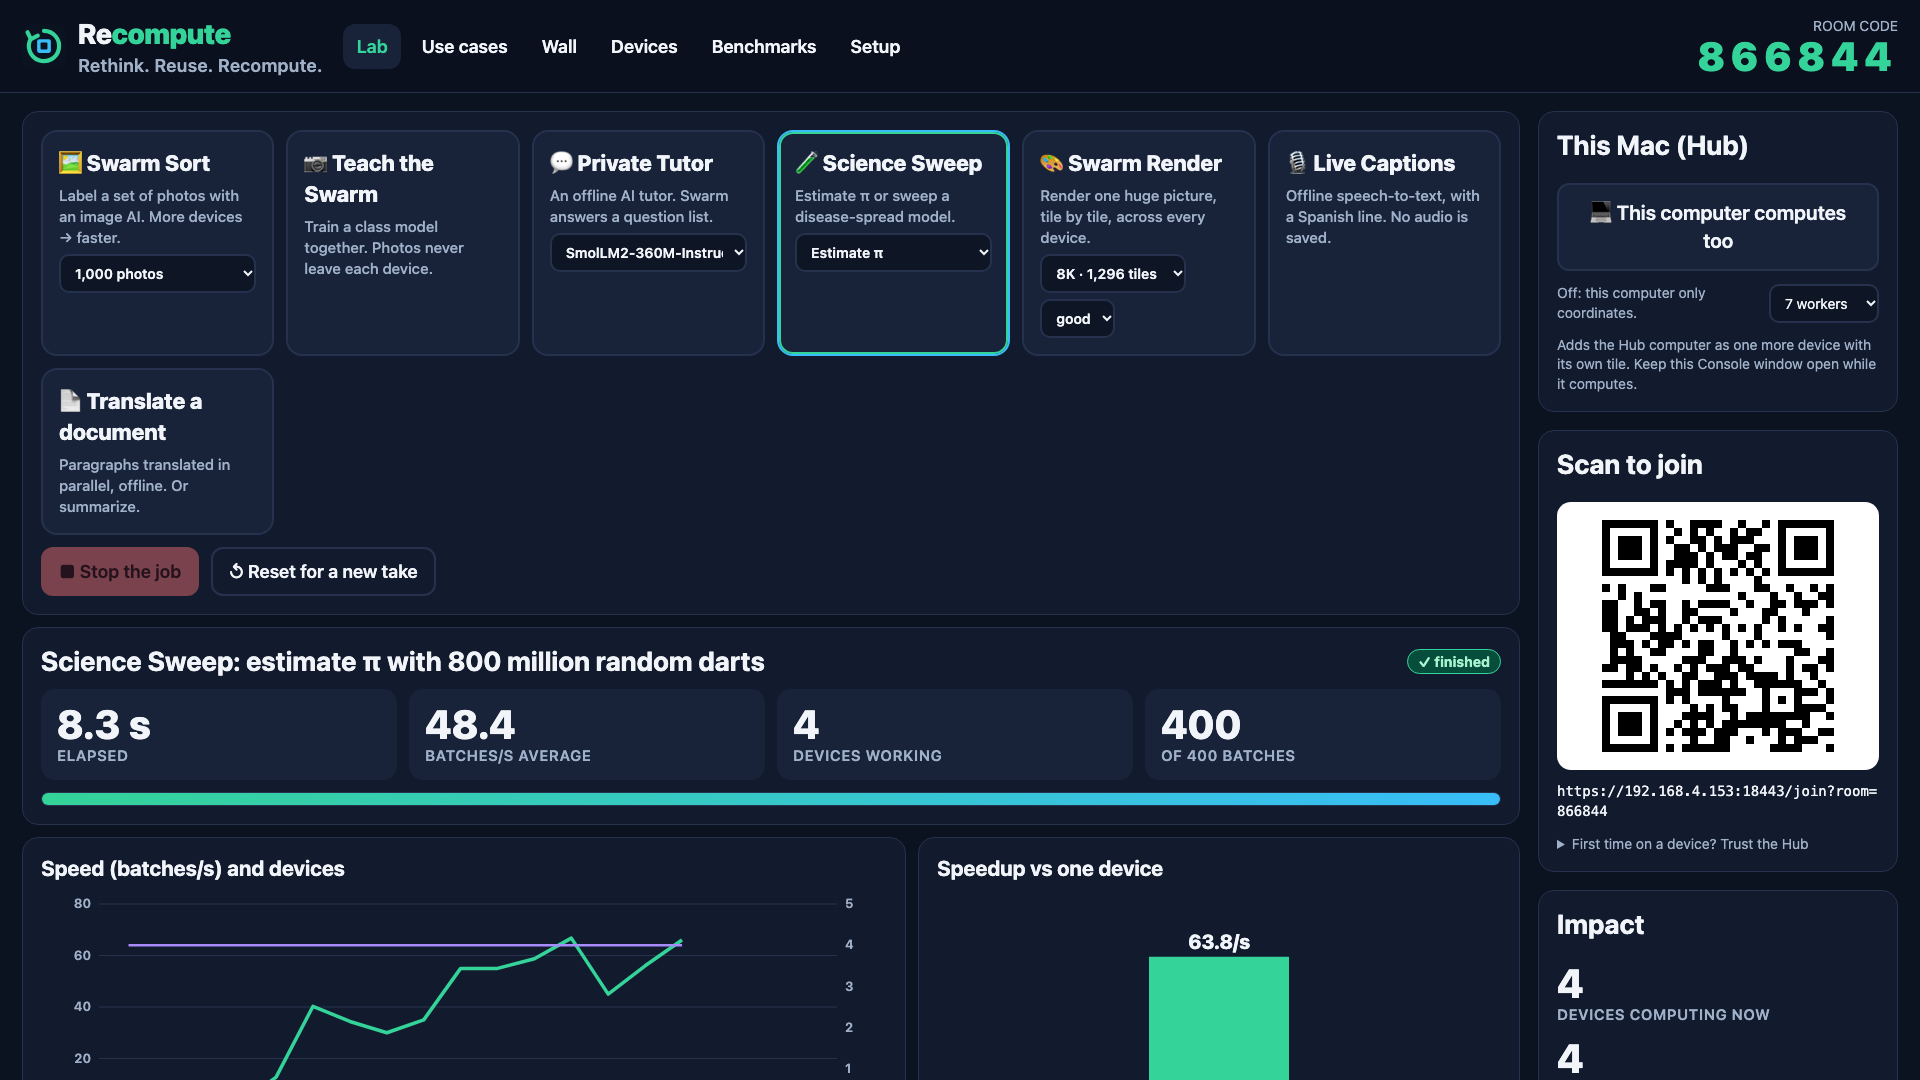 Recompute
Rethink. Reuse. Recompute.
Lab
Use cases
Wall
Devices
Benchmarks
Setup
ROOM CODE
866844
🖼️ Swarm Sort
Label a set of photos with
an image AI. More devices
→ faster.
1,000 photos
📷 Teach the
Swarm
Train a class model
together. Photos never
leave each device.
💬 Private Tutor
An offline AI tutor. Swarm
answers a question list.
SmolLM2-360M-Instru
🧪 Science Sweep
Estimate π or sweep a
disease-spread model.
Estimate π
🎨 Swarm Render
Render one huge picture,
tile by tile, across every
device.
8K · 1,296 tiles
good
🎙️ Live Captions
Offline speech-to-text, with
a Spanish line. No audio is
saved.
📄 Translate a
document
Paragraphs translated in
parallel, offline. Or
summarize.
■ Stop the job
↺ Reset for a new take
Science Sweep: estimate π with 800 million random darts
✓ finished
8.3 s
ELAPSED
48.4
BATCHES/S AVERAGE
4
DEVICES WORKING
400
OF 400 BATCHES
Speed (batches/s) and devices
80
60
40
20
5
4
3
2
1
Speedup vs one device
63.8/s
This Mac (Hub)
💻 This computer computes
too
Off: this computer only
coordinates.
7 workers
Adds the Hub computer as one more device with
its own tile. Keep this Console window open while
it computes.
Scan to join
https://192.168.4.153:18443/join?room=
866844
▶ First time on a device? Trust the Hub
Impact
4
DEVICES COMPUTING NOW
4